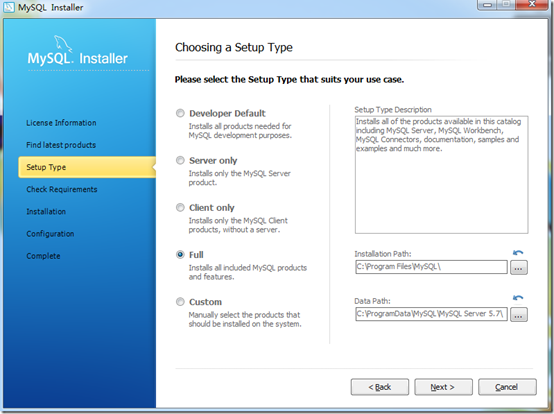 MySQL Installer
MySQL. Installer
License Information
Find latest products
Setup Type
Check Requirements
Installation
Configuration
Complete
Choosing a Setup Type
Please select the Setup Type that suits your use case.
Developer Default
Installs all products needed for
MySQL development purposes.
Server only
Installs only the MySQL Server
product.
Client only
Installs only the MySQL Client
products, without a server.
Full
Installs all included MySQL products
and features.
Custom
Manually select the products that
should be installed on the system.
Setup Type Description
Installs all of the products available in this catalog
including MySQL Server, MySQL Workbench,
MySQL Connectors, documentation, samples and
examples and much more.
Installation Path:
C:\Program Files\MySQL\
...
Data Path:
C:\ProgramData\MySQL\MySQL Server 5.7\
...
< Back
Next >
Cancel